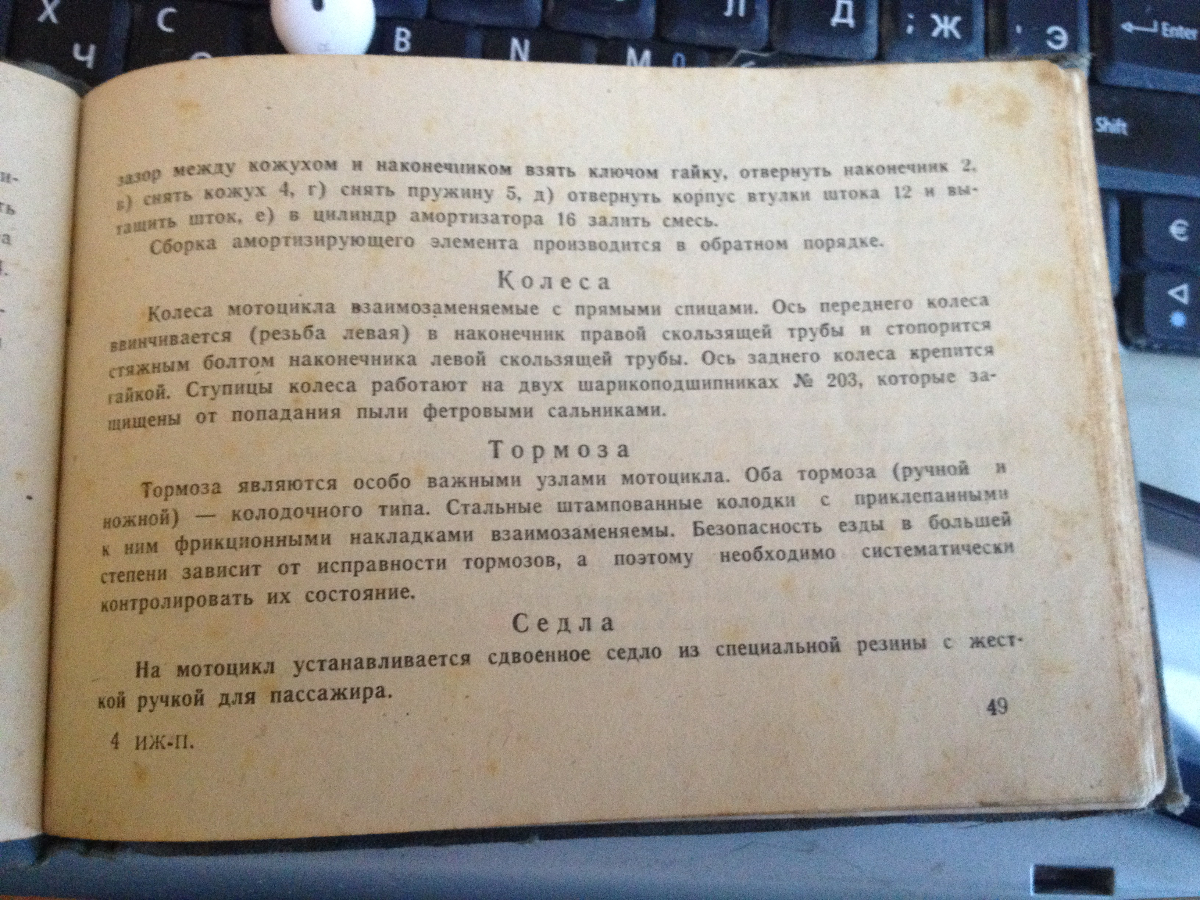 Х
С
Ч
В
N
М
Л
Д
; Ж
' Э
Enter
Shift
€
и-
ть
зазор между кожухом и наконечником взять ключом гайку, отвернуть наконечник 2,
в) снять кожух 4, г) снять пружину 5, д) отвернуть корпус втулки штока 12 и вы-
тащить шток, е) в цилиндр амортизатора 16 залить смесь.
Сборка амортизирующего элемента производится в обратном порядке.
Колеса
Колеса мотоцикла взаимозаменяемые с прямыми спицами. Ось переднего колеса
ввинчивается (резьба левая) в наконечник правой скользящей трубы и стопорится
стяжным болтом наконечника левой скользящей трубы. Ось заднего колеса крепится
гайкой. Ступицы колеса работают на двух шарикоподшипниках № 203, которые за-
щищены от попадания пыли фетровыми сальниками.
Тормоза
Тормоза являются особо важными узлами мотоцикла. Оба тормоза (ручной и
ножной) — колодочного типа. Стальные штампованные колодки с приклепанными
к ним фрикционными накладками взаимозаменяемы. Безопасность езды в большей
степени зависит от исправности тормозов, а поэтому необходимо систематически
контролировать их состояние.
Седла
На мотоцикл устанавливается сдвоенное седло из специальной резины с жест-
кой ручкой для пассажира.
49
4 ИЖ-П.